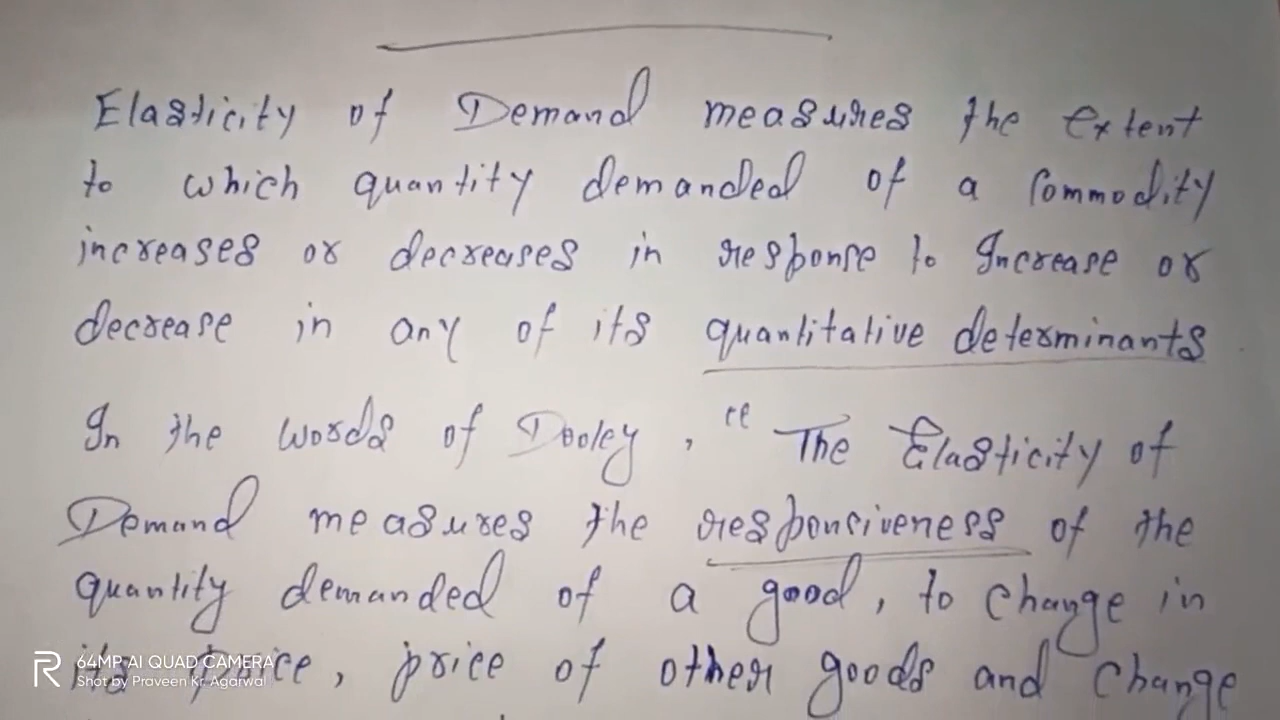 Elasticity of Demand measures the extent
to which quantity demanded of a Commodity
increases or decreases in response to Increase or
decrease in any of its quantitative determinants
In the words of Dooley, "The Elasticity of
Demand measures the responsiveness of the
quantity demanded of a good, to change in
its price, price of other goods and change
64MP AI QUAD CAMERA
Shot by Praveen Kr. Agarwal